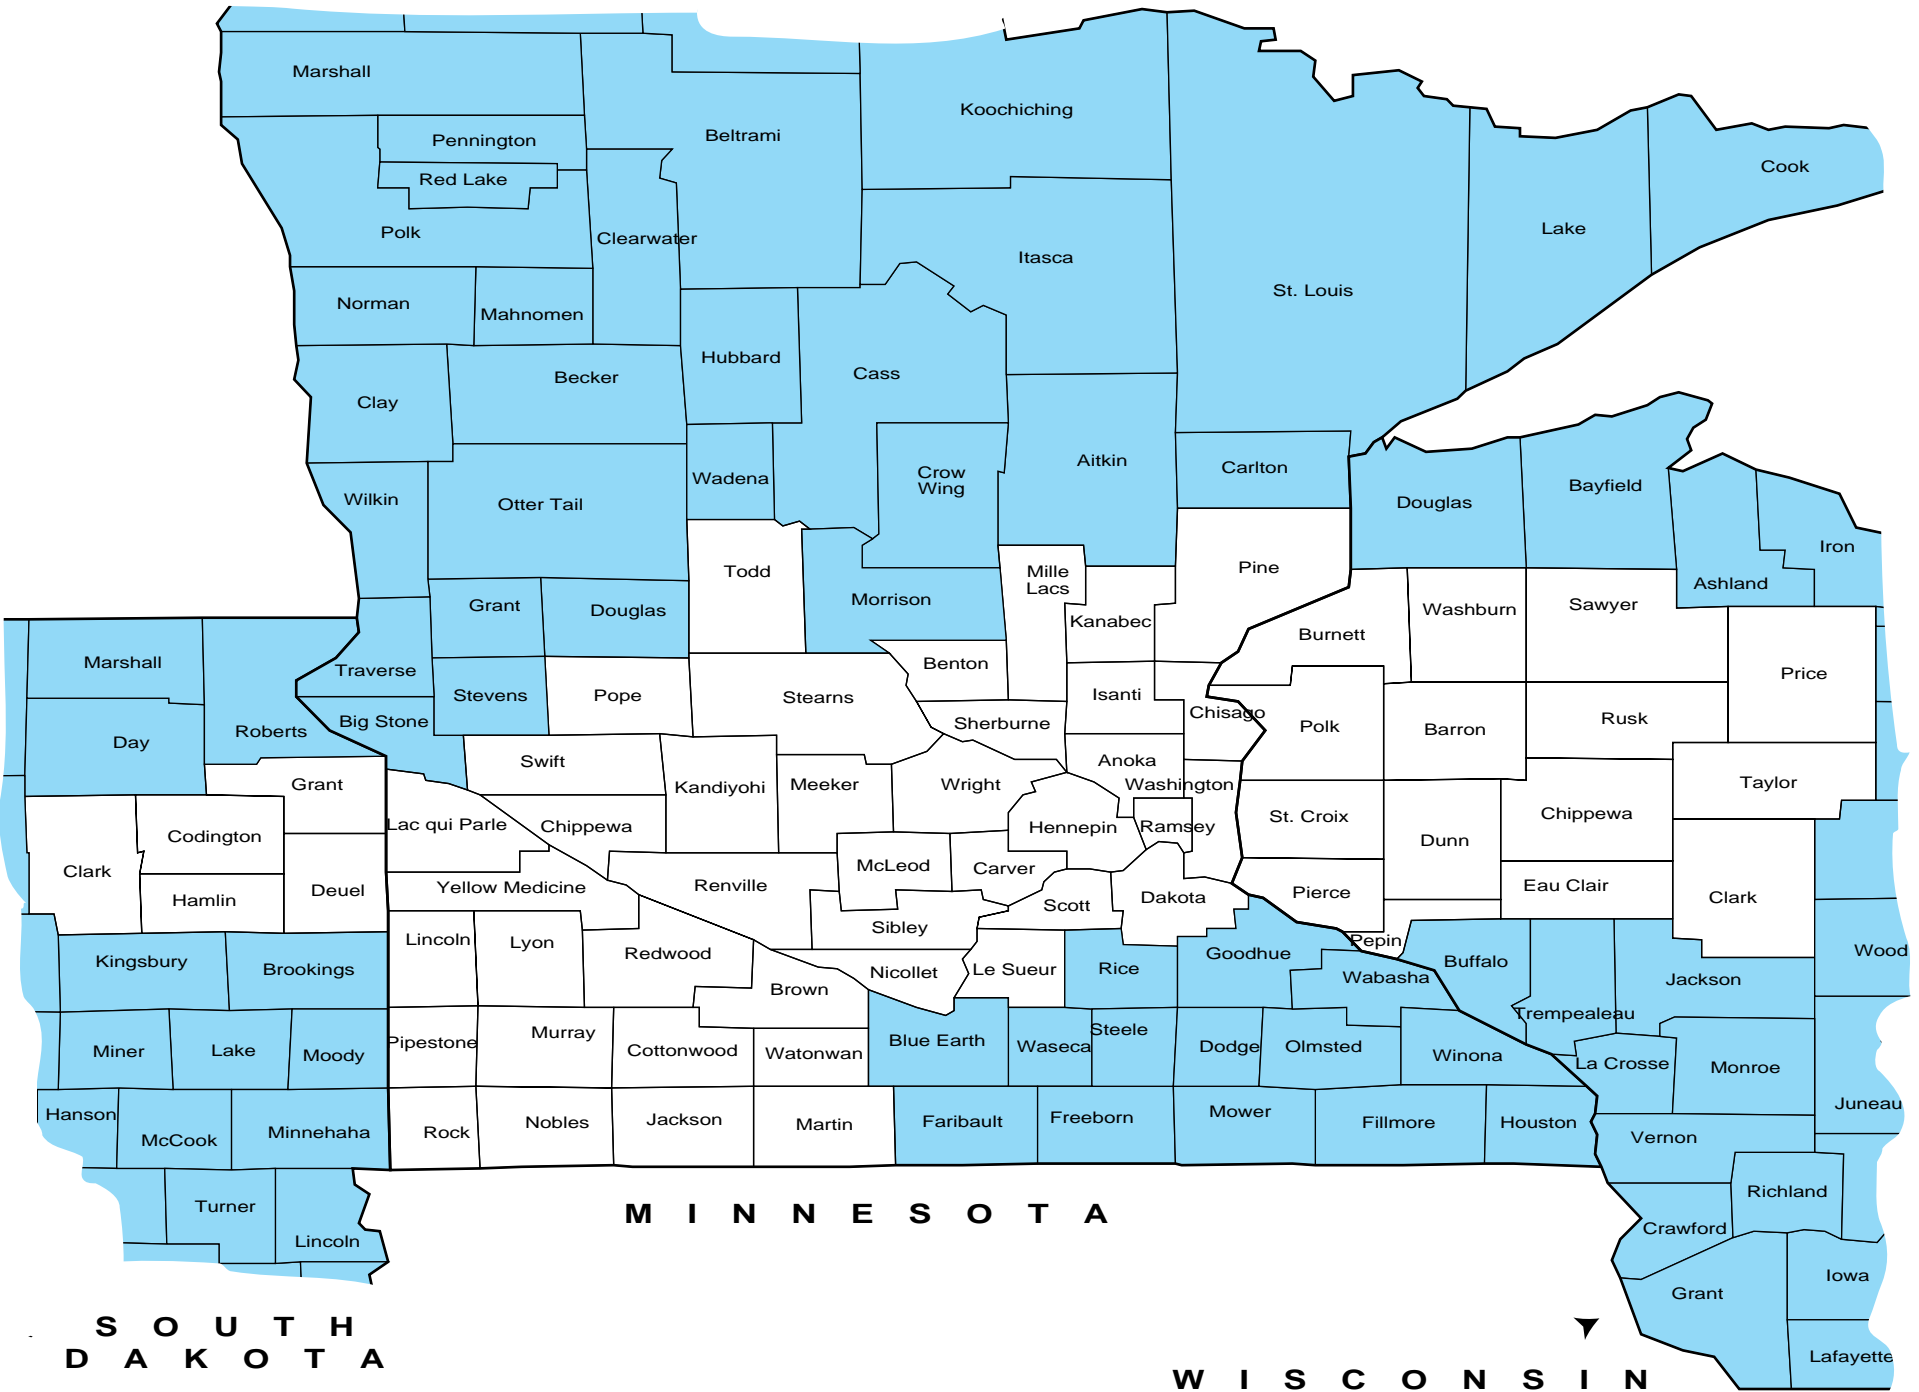 Marshall
Koochiching
Beltrami
Pennington
Cook
Red Lake
Polk
Clearwater
Lake
Itasca
St. Louis
Norman
Mahnomen
Hubbard
Cass
Becker
Clay
Aitkin
Carlton
Crow
Wing
Wadena
Bayfield
Wilkin
Otter Tail
Douglas
Iron
Pine
Todd
Mille
Lacs
Ashland
Morrison
Grant
Douglas
Sawyer
Washburn
Kanabec
Burnett
Marshall
Benton
Traverse
Price
Stevens
Pope
Stearns
Isanti
Chisago
Big Stone
Sherburne
Rusk
Roberts
Polk
Barron
Day
Swift
Anoka
Grant
Kandiyohi
Meeker
Wright
Washington
Taylor
Codington
Lac qui Parle
Chippewa
Hennepin
Ramsey
St. Croix
Chippewa
Dunn
Clark
McLeod
Carver
Deuel
Yellow Medicine
Renville
Eau Clair
Pierce
Hamlin
Scott
Dakota
Clark
Sibley
Lincoln
Lyon
Pepin
Redwood
Goodhue
Wood
Kingsbury
Brookings
Nicollet
Le Sueur
Rice
Buffalo
Wabasha
Jackson
Brown
Trempealeau
Steele
Murray
Pipestone
Blue Earth
Waseca
Dodge
Olmsted
Miner
Lake
Moody
Cottonwood
Watonwan
Winona
La Crosse
Monroe
Juneau
Hanson
McCook
Minnehaha
Rock
Nobles
Jackson
Martin
Faribault
Freeborn
Mower
Fillmore
Houston
Vernon
Richland
Turner
MINNESOTA
Crawford
Lincoln
Iowa
Grant
SOUTH
DAKOTA
Lafayette
WISCONSIN